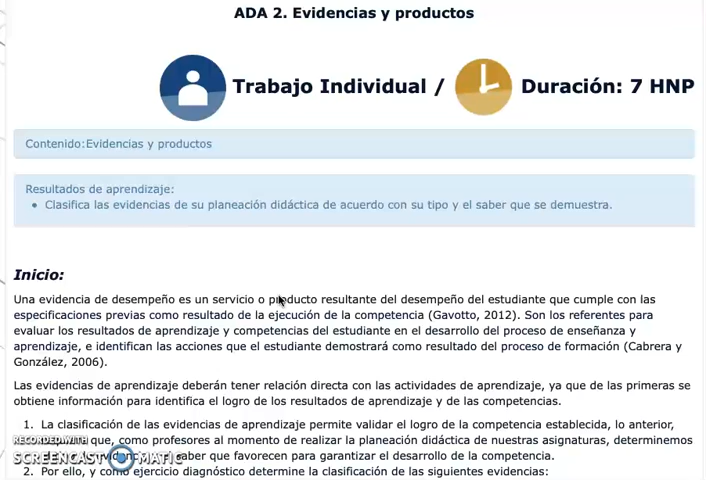 ADA 2. Evidencias y productos
Trabajo Individual / Duración: 7 HNP
Contenido:Evidencias y productos
Resultados de aprendizaje:
• Clasifica las evidencias de su planeación didáctica de acuerdo con su tipo y el saber que se demuestra.
Inicio:
Una evidencia de desempeño es un servicio o producto resultante del desempeño del estudiante que cumple con las
especificaciones previas como resultado de la ejecución de la competencia (Gavotto, 2012). Son los referentes para
evaluar los resultados de aprendizaje y competencias del estudiante en el desarrollo del proceso de enseñanza y
aprendizaje, e identifican las acciones que el estudiante demostrará como resultado del proceso de formación (Cabrera y
González, 2006).
Las evidencias de aprendizaje deberán tener relación directa con las actividades de aprendizaje, ya que de las primeras se
obtiene información para identifica el logro de los resultados de aprendizaje y de las competencias.
1. La clasificación de las evidencias de aprendizaje permite validar el logro de la competencia establecida, lo anterior,
que, como profesores al momento de realizar la planeación didáctica de nuestras asignaturas, determinemos
saber que favorecen para garantizar el desarrollo de la competencia.
2. Por ello, y como ejercicio diagnóstico determine la clasificación de las siguientes evidencias:
RECORDED WITH
SCREENCAST MATIC